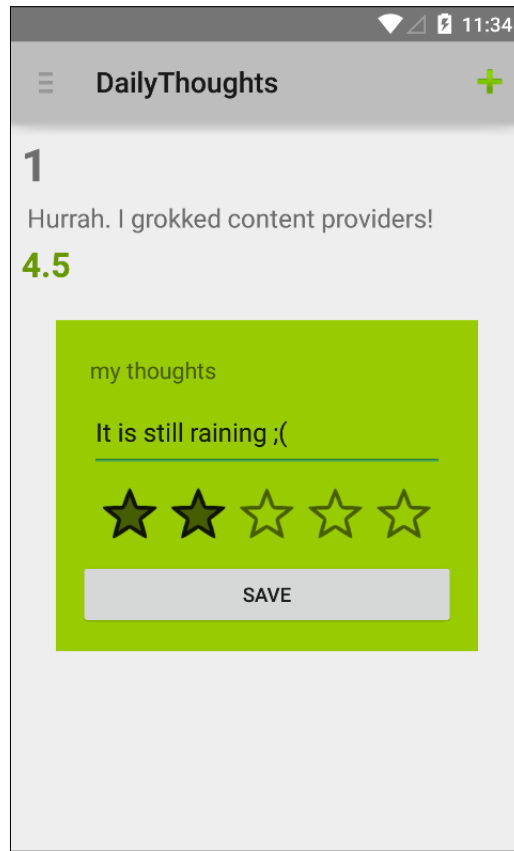 11:34
DailyThoughts
1
Hurrah. I grokked content providers!
4.5
my thoughts
It is still raining ;(
SAVE